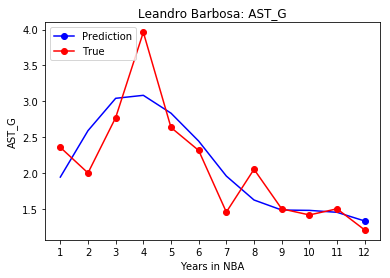 Leandro Barbosa: AST_G
Prediction
True
4.0
3.5
3.0
2.5
2.0
1.5
AST_G
1 2 3 4 5 6 7 8 9 10 11 12
Years in NBA